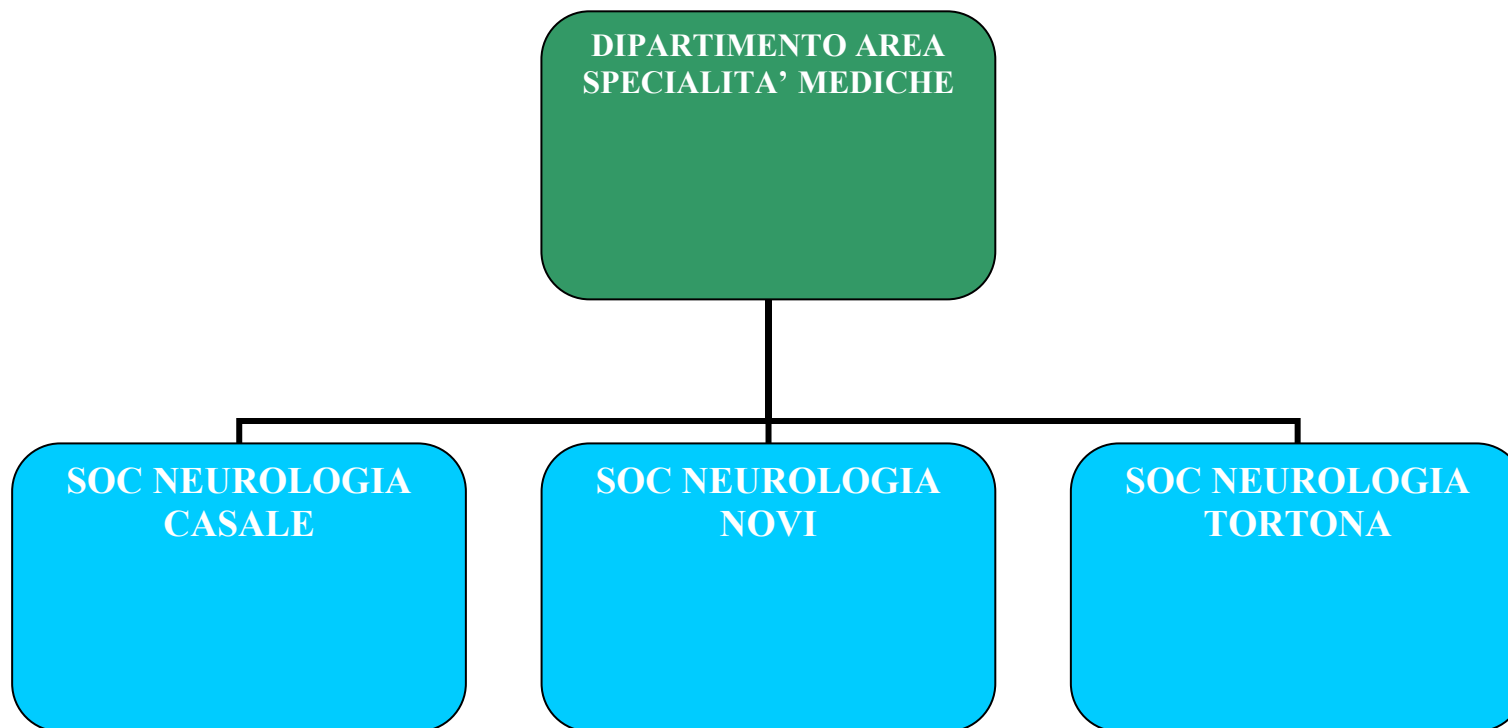 DIPARTIMENTO AREA
SPECIALITA’ MEDICHE
SOC NEUROLOGIA
CASALE
SOC NEUROLOGIA
NOVI
SOC NEUROLOGIA
TORTONA